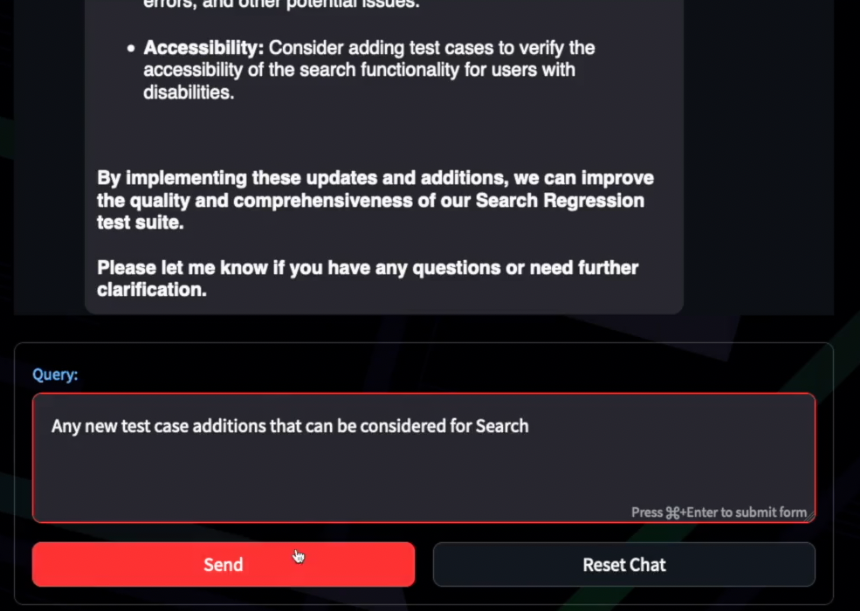 errors, and other potential issues.
• Accessibility: Consider adding test cases to verify the
accessibility of the search functionality for users with
disabilities.
By implementing these updates and additions, we can improve
the quality and comprehensiveness of our Search Regression
test suite.
Please let me know if you have any questions or need further
clarification.
Query:
Any new test case additions that can be considered for Search
Press ⌘+Enter to submit form
Send
Reset Chat